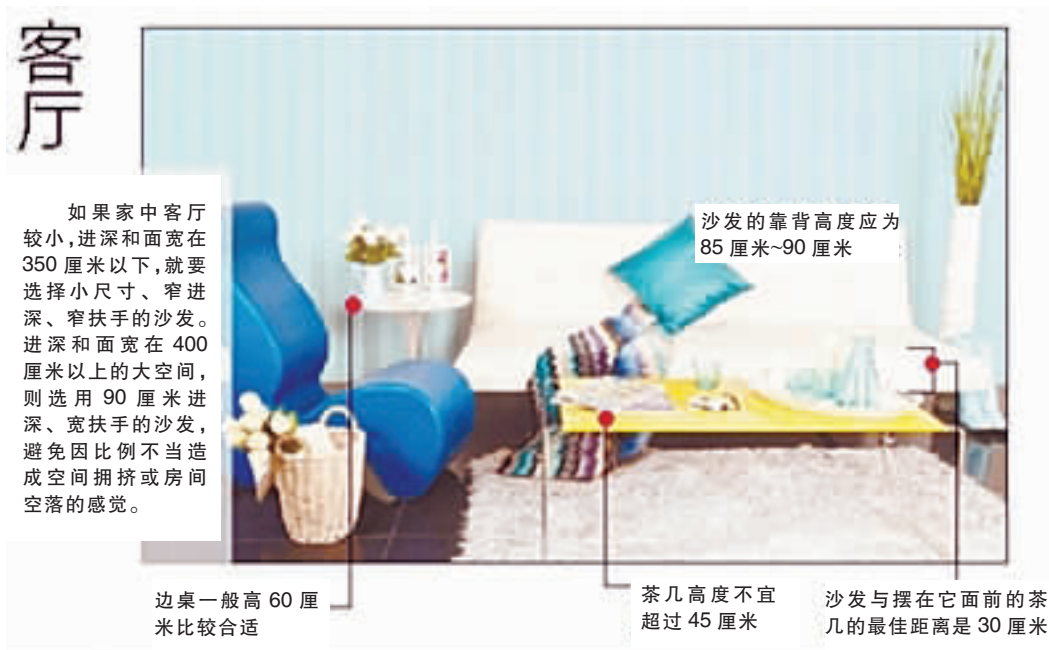 客厅
如果家中客厅
较小,进深和面宽在
350 厘米以下,就要
选择小尺寸、窄进
深、窄扶手的沙发。
进深和面宽在 400
厘米以上的大空间,
则选用 90 厘米进
深、宽扶手的沙发,
避免因比例不当造
成空间拥挤或房间
空落的感觉。
沙发的靠背高度应为
85 厘米~90 厘米
边桌一般高 60 厘
米比较合适
茶几高度不宜
超过 45 厘米
沙发与摆在它面前的茶
几的最佳距离是 30 厘米